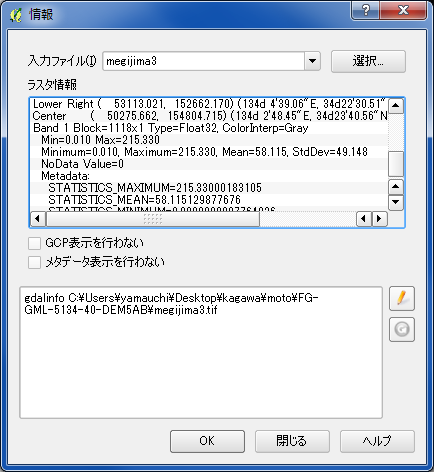 情報
入力ファイル(I) megijima3 選択...
ラスタ情報
Lower Right ( 53113.021, 152662.170) (134d 4'39.06"E, 34d22'30.51"
Center ( 50275.662, 154804.715) (134d 2'48.45"E, 34d23'40.56"N
Band 1 Block=1118x1 Type=Float32, ColorInterp=Gray
Min=0.010 Max=215.330
Minimum=0.010, Maximum=215.330, Mean=58.115, StdDev=49.148
NoData Value=0
Metadata:
STATISTICS_MAXIMUM=215.33000183105
STATISTICS_MEAN=58.115129877676
GCP表示を行わない
メタデータ表示を行わない
gdalinfo C:¥Users¥yamauchi¥Desktop¥kagawa¥moto¥FG-
GML-5134-40-DEM5AB¥megijima3.tif
OK 閉じる ヘルプ